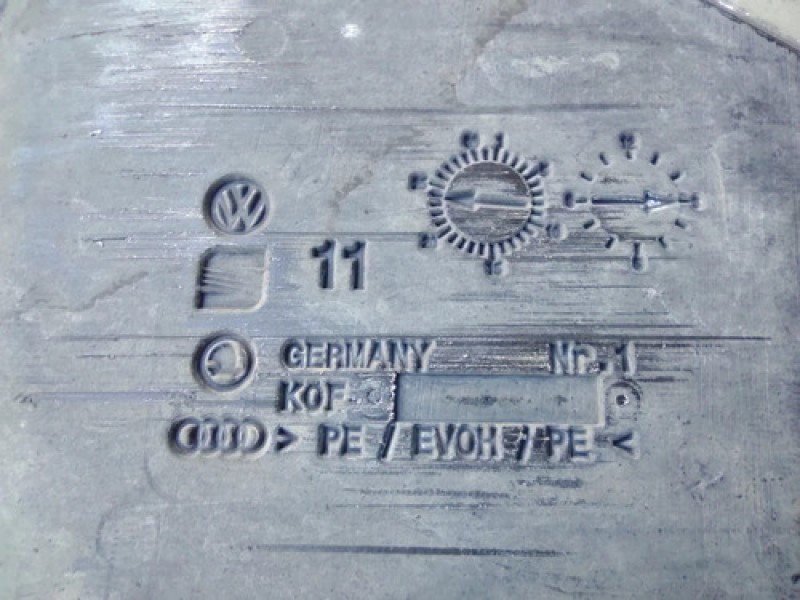 11
GERMANY Nr. 1
KOF
> PE / EVOH / PE <